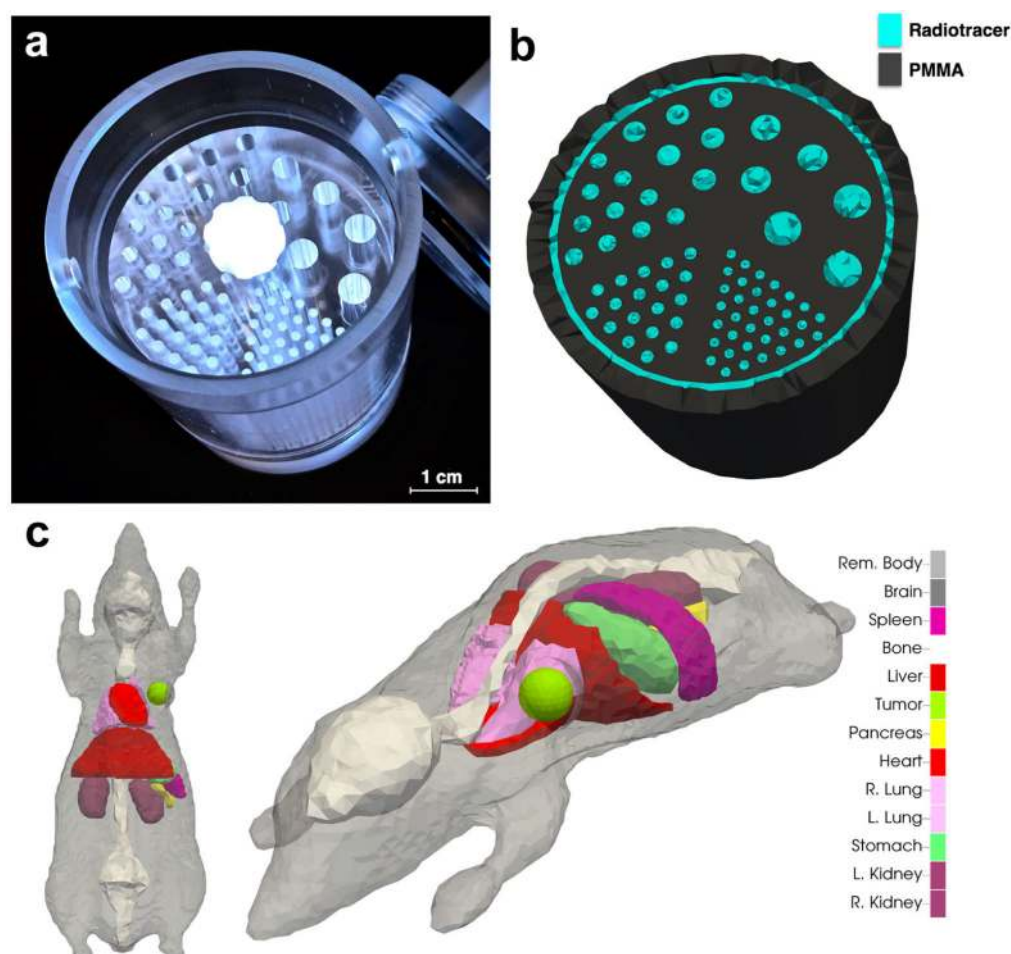 a
b
Radiotracer
PMMA
1 cm
c
Rem. Body
Brain
Spleen
Bone
Liver
Tumor
Pancreas
Heart
R. Lung
L. Lung
Stomach
L. Kidney
R. Kidney